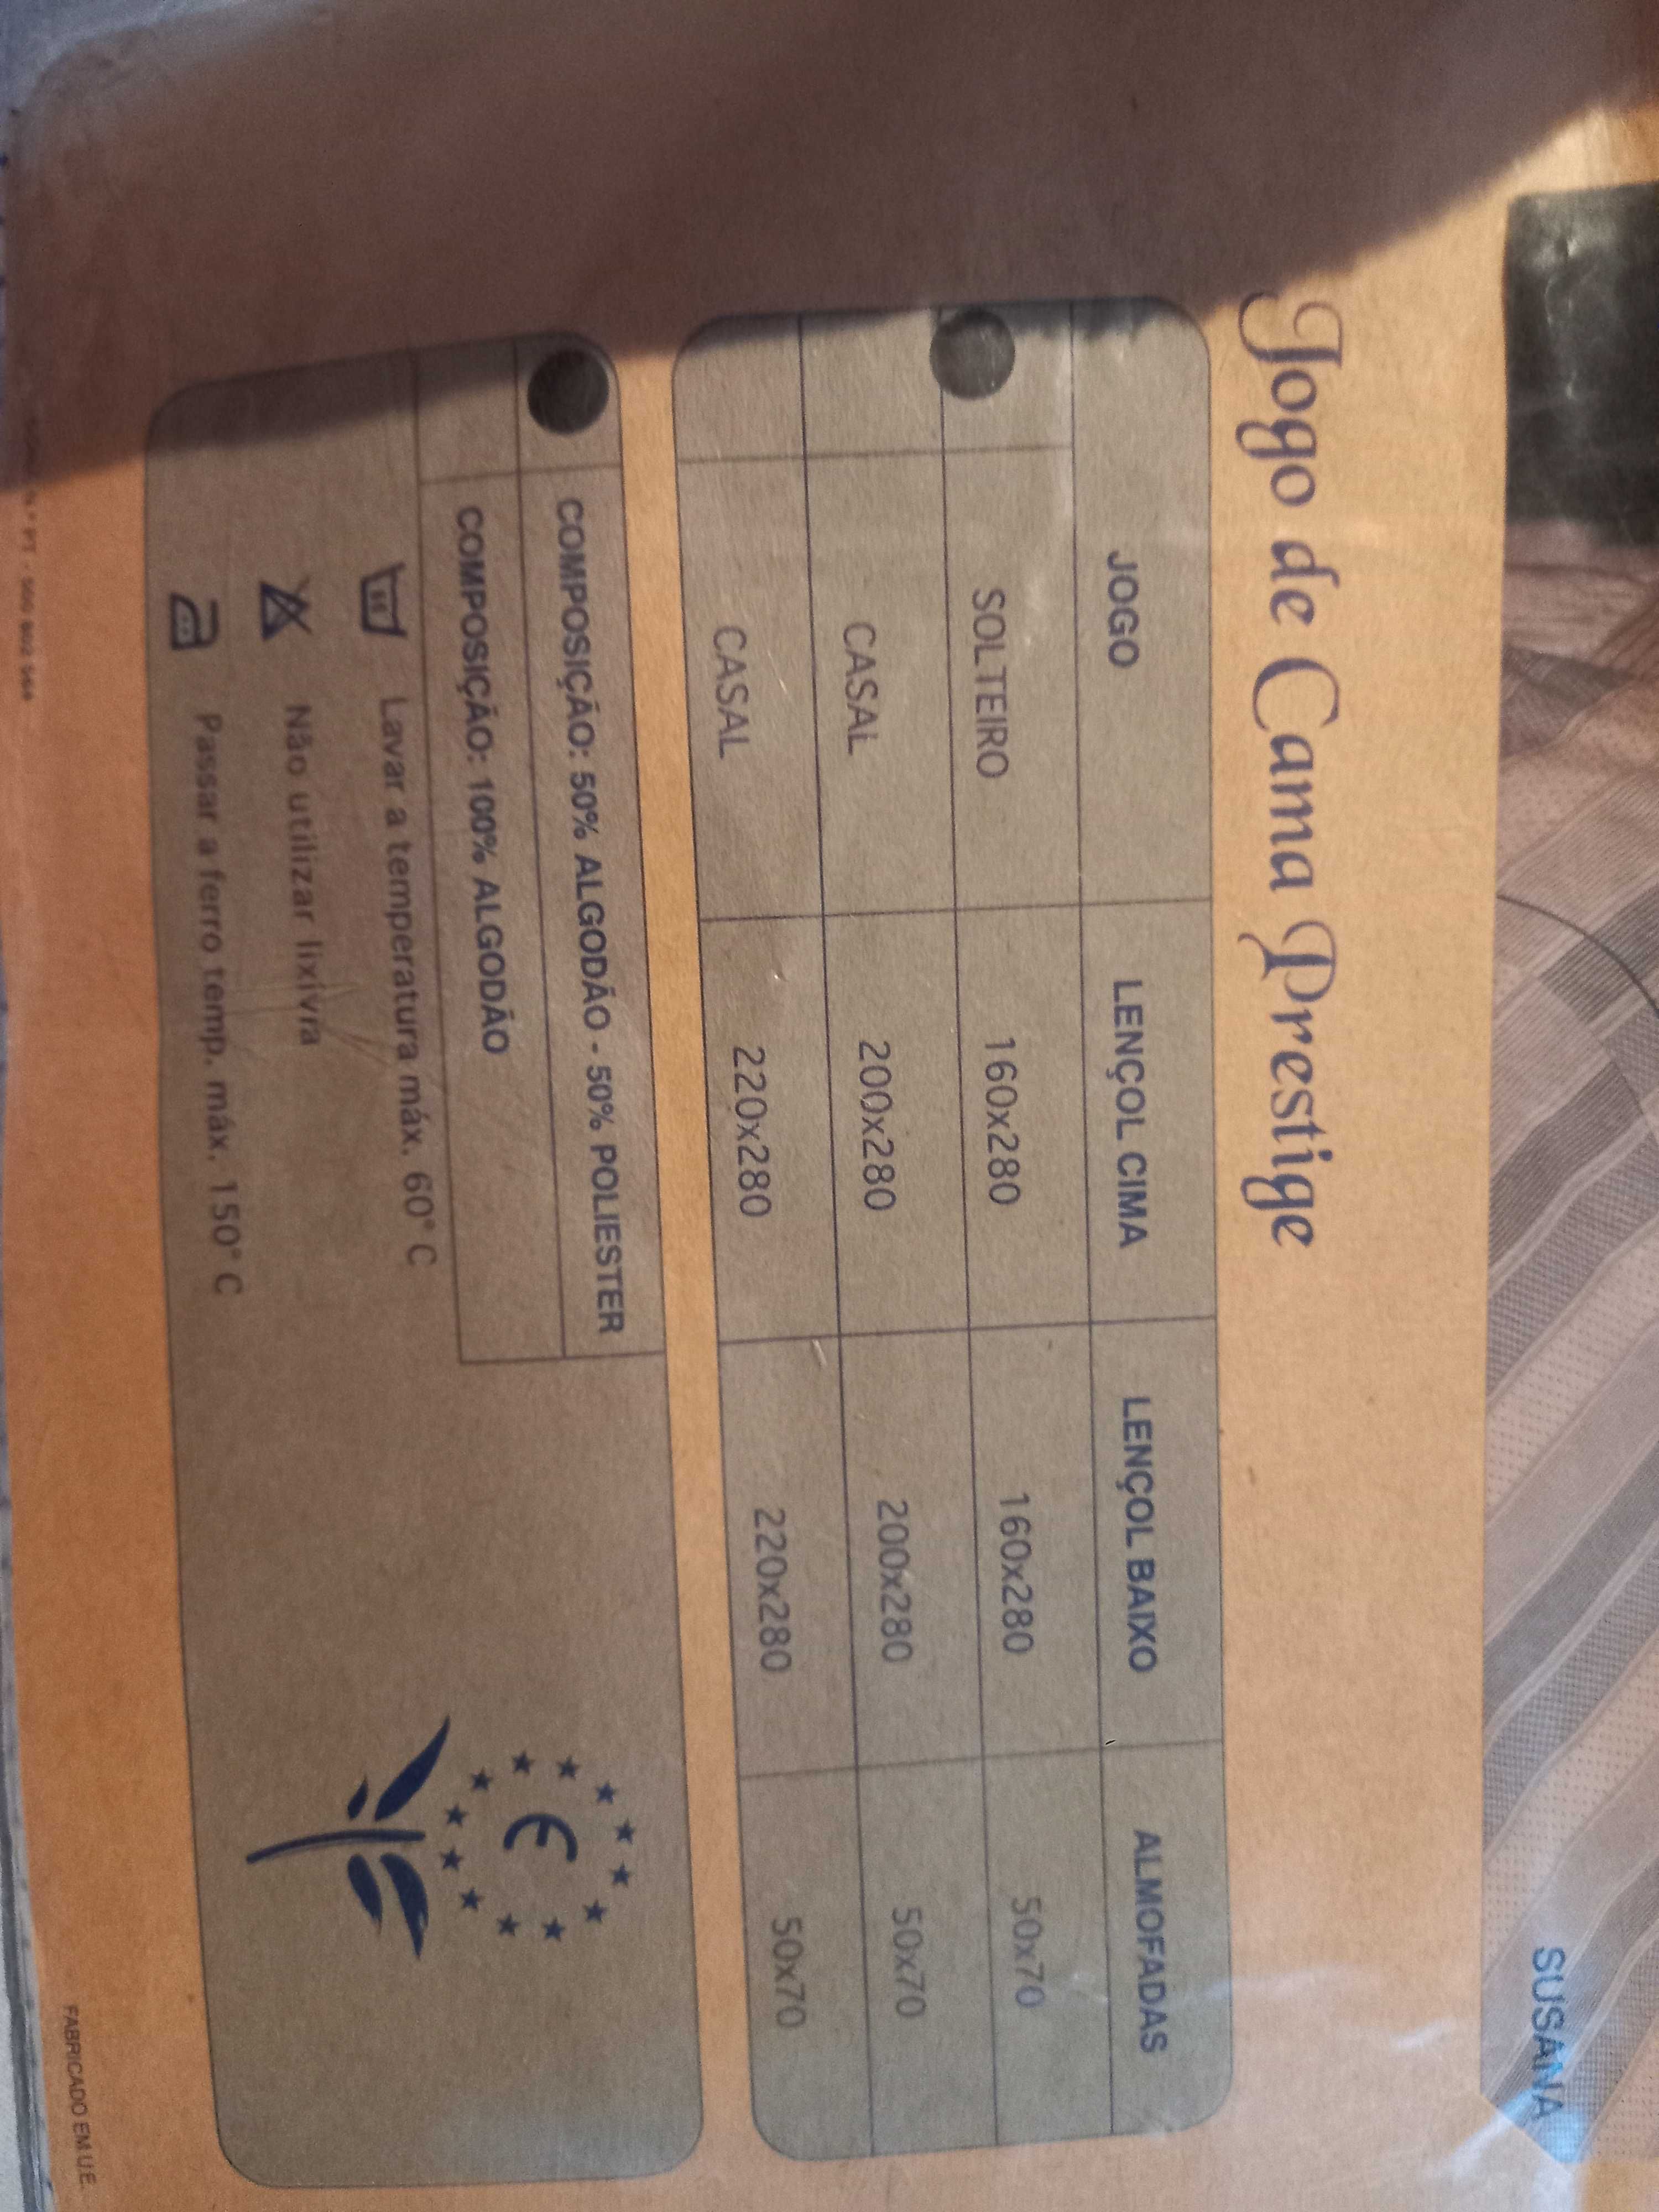 SUSANA
Jogo de Cama Prestige
JOGO LENÇOL CIMA LENÇOL BAIXO ALMOFADAS
SOLTEIRO 160x280 160x280 50x70
CASAL 200x280 200x280 50x70
CASAL 220x280 220x280 50x70
COMPOSIÇÃO: 50% ALGODÃO - 50% POLIESTER
COMPOSIÇÃO: 100% ALGODÃO
Lavar a temperatura máx. 60° C
Não utilizar lixívra
Passar a ferro temp. máx. 150° C
FABRICADO EM U.E.